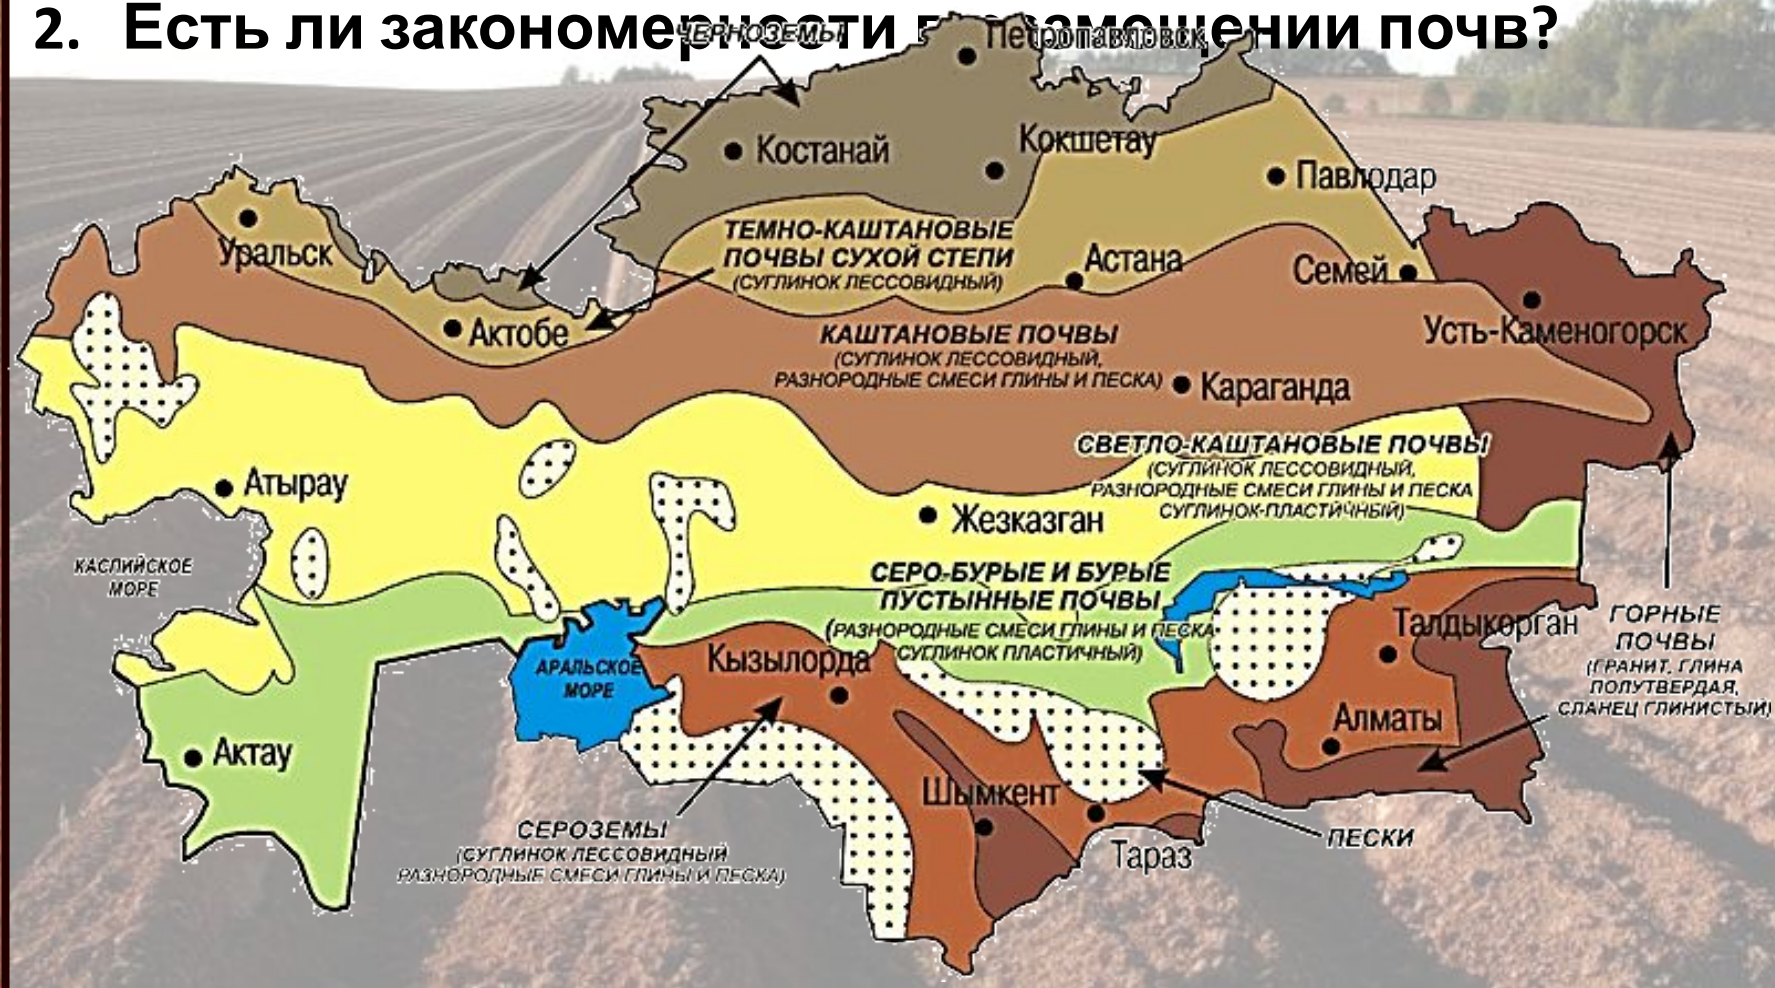 2. Есть ли закономерности в размещении почв?
ЧЕРНОЗЕМЫ
Петропавловск
Костанай
Кокшетау
Павлодар
Уральск
ТЕМНО-КАШТАНОВЫЕ
ПОЧВЫ СУХОЙ СТЕПИ
(СУГЛИНОК ЛЕССОВИДНЫЙ)
Астана
Семей
Актобе
КАШТАНОВЫЕ ПОЧВЫ
(СУГЛИНОК ЛЕССОВИДНЫЙ,
РАЗНОРОДНЫЕ СМЕСИ ГЛИНЫ И ПЕСКА)
Усть-Каменогорск
Караганда
СВЕТЛО-КАШТАНОВЫЕ ПОЧВЫ
(СУГЛИНОК ЛЕССОВИДНЫЙ,
РАЗНОРОДНЫЕ СМЕСИ ГЛИНЫ И ПЕСКА
СУГЛИНОК-ПЛАСТИЧНЫЙ)
Атырау
Жезказган
КАСПИЙСКОЕ
МОРЕ
СЕРО-БУРЫЕ И БУРЫЕ
ПУСТЫННЫЕ ПОЧВЫ
(РАЗНОРОДНЫЕ СМЕСИ ГЛИНЫ И ПЕСКА
СУГЛИНОК ПЛАСТИЧНЫЙ)
Талдыкорган
ГОРНЫЕ
ПОЧВЫ
(ГРАНИТ, ГЛИНА
ПОЛУТВЕРДАЯ,
СЛАНЕЦ ГЛИНИСТЫЙ)
АРАЛЬСКОЕ
МОРЕ
Кызылорда
Алматы
Актау
Шымкент
СЕРОЗЕМЫ
(СУГЛИНОК ЛЕССОВИДНЫЙ
РАЗНОРОДНЫЕ СМЕСИ ГЛИНЫ И ПЕСКА)
ПЕСКИ
Тараз